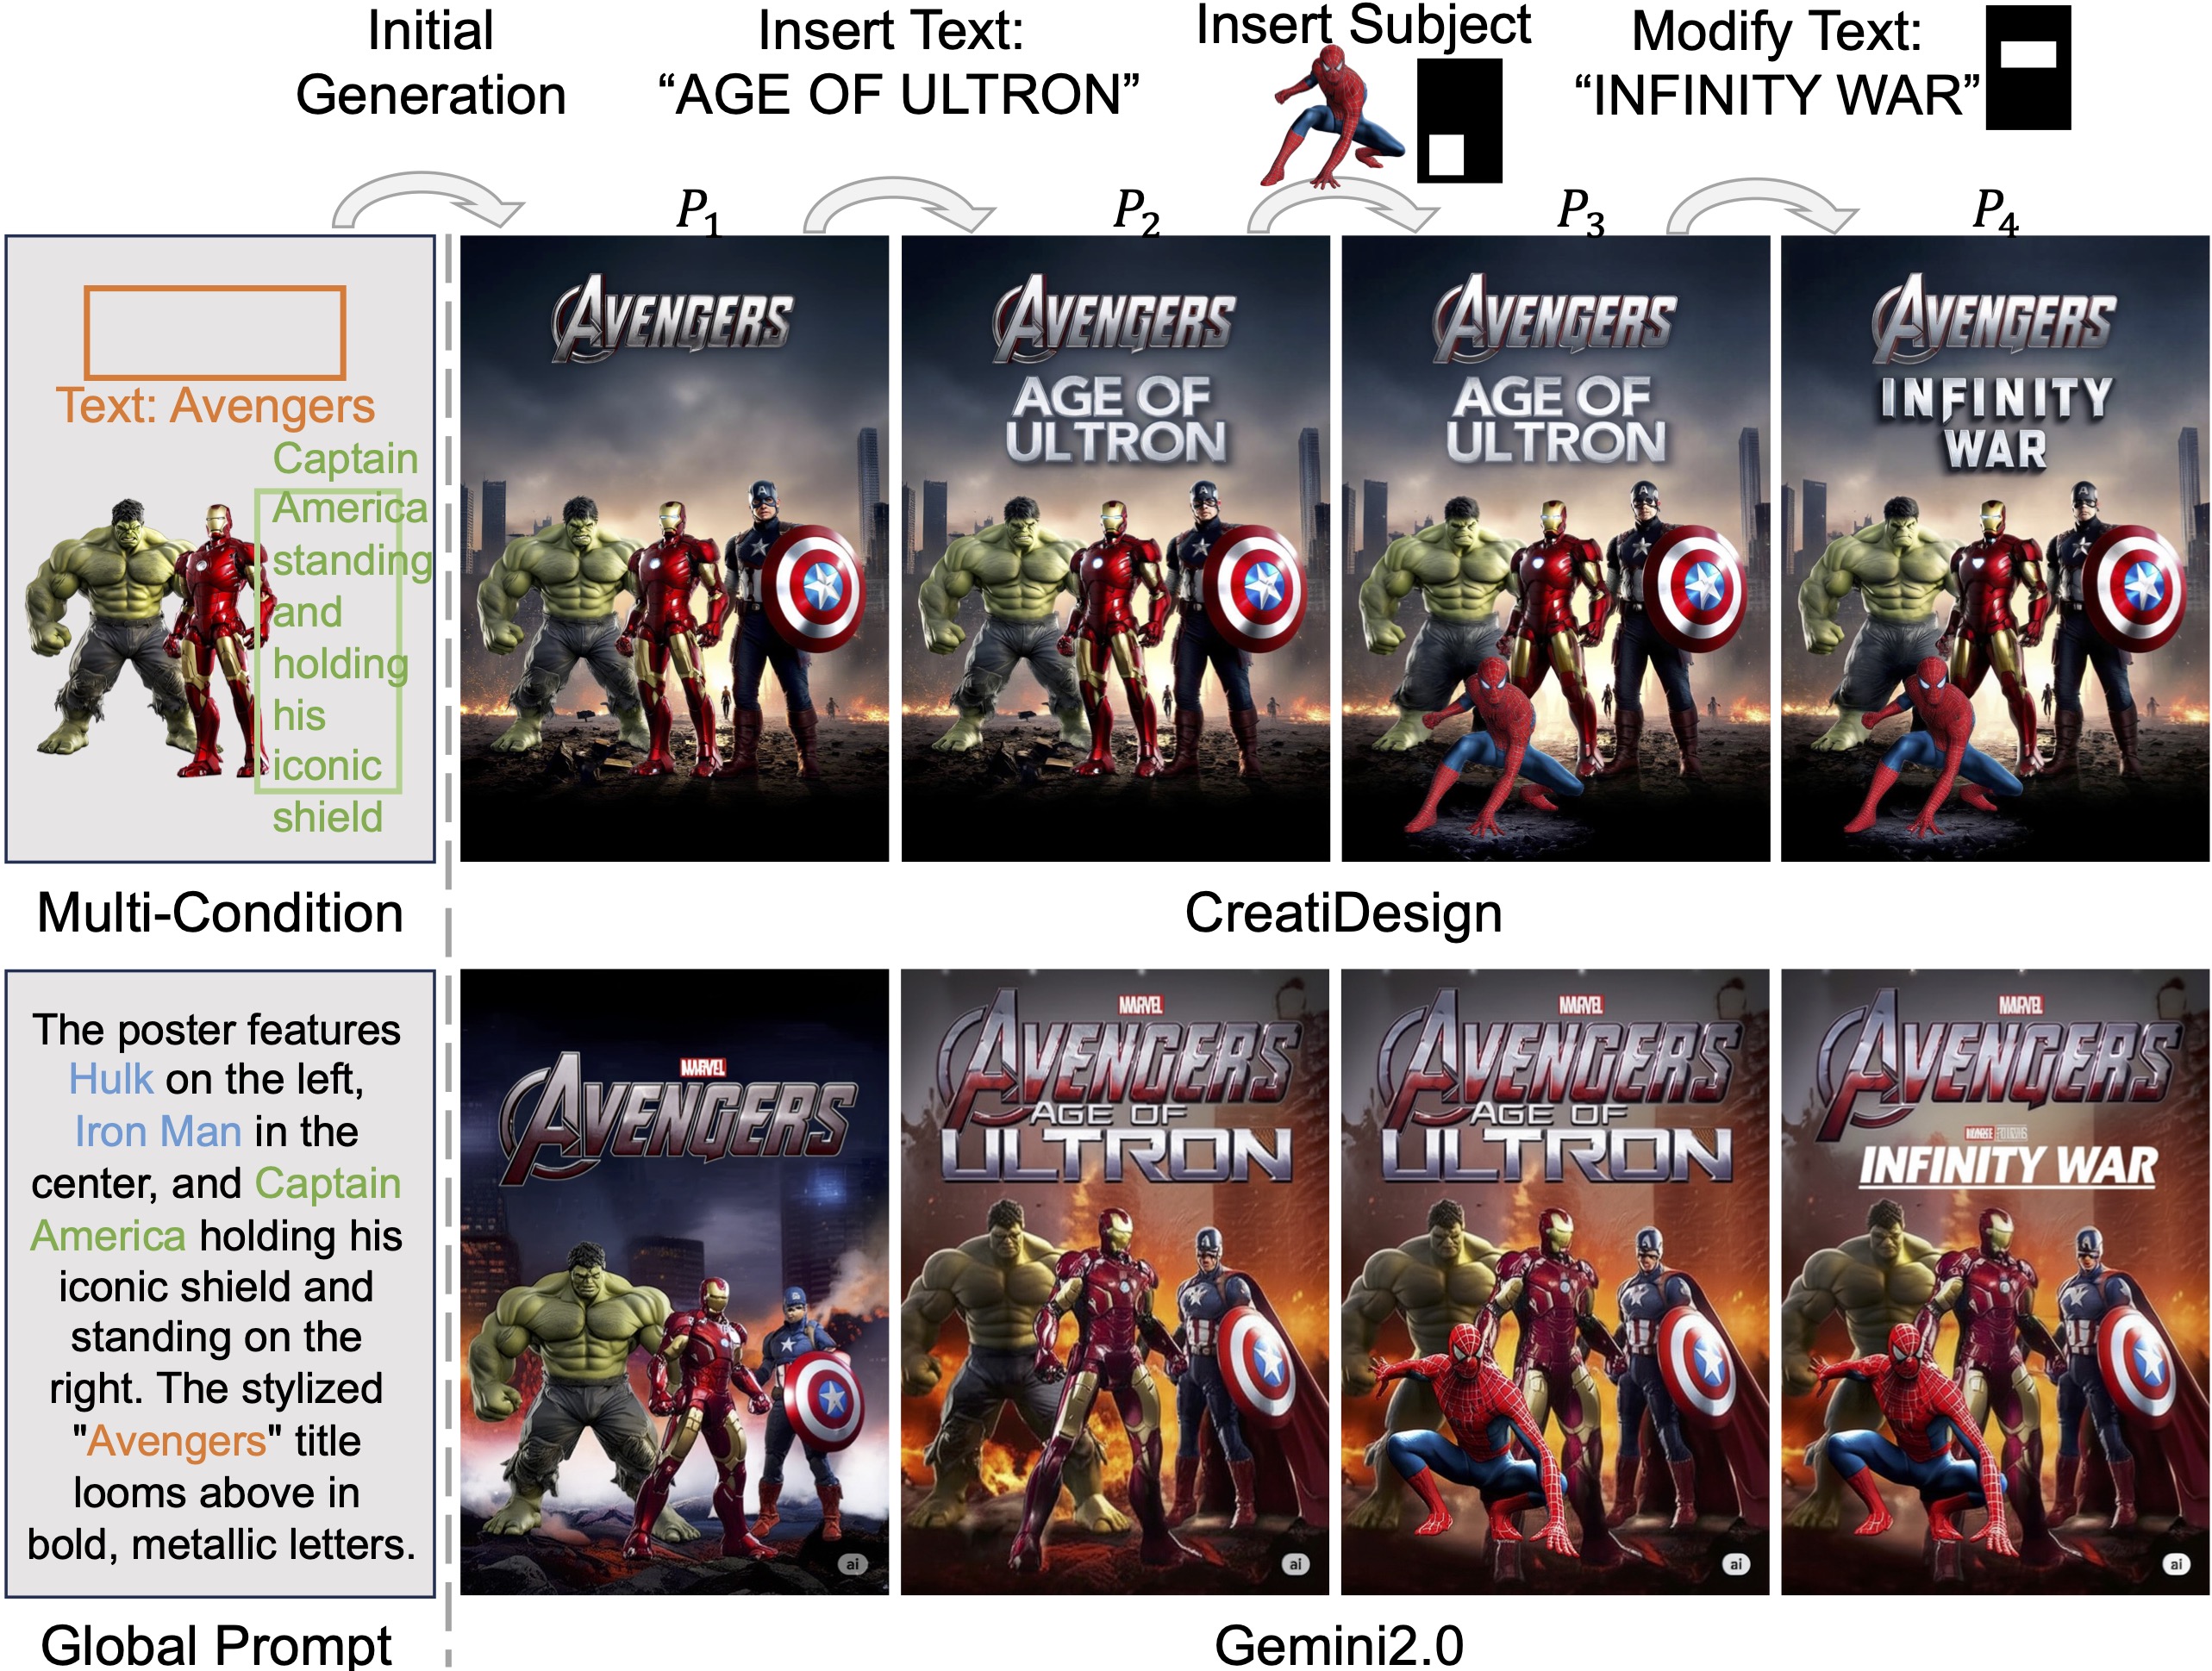 Initial
Generation
Insert Text:
“AGE OF ULTRON”
Insert Subject
Modify Text:
“INFINITY WAR”
P1
P2
P3
P4
Text: Avengers
Captain
America
standing
and
holding
his
iconic
shield
AVENGERS
AVENGERS
AGE OF
ULTRON
AVENGERS
AGE OF
ULTRON
AVENGERS
INFINITY
WAR
Multi-Condition
CreatiDesign
The poster features
Hulk on the left,
Iron Man in the
center, and Captain
America holding his
iconic shield and
standing on the
right. The stylized
"Avengers" title
looms above in
bold, metallic letters.
MARVEL
AVENGERS
ai
MARVEL
AVENGERS
AGE OF
ULTRON
ai
MARVEL
AVENGERS
AGE OF
ULTRON
ai
MARVEL
AVENGERS
INFINITY WAR
ai
Global Prompt
Gemini2.0